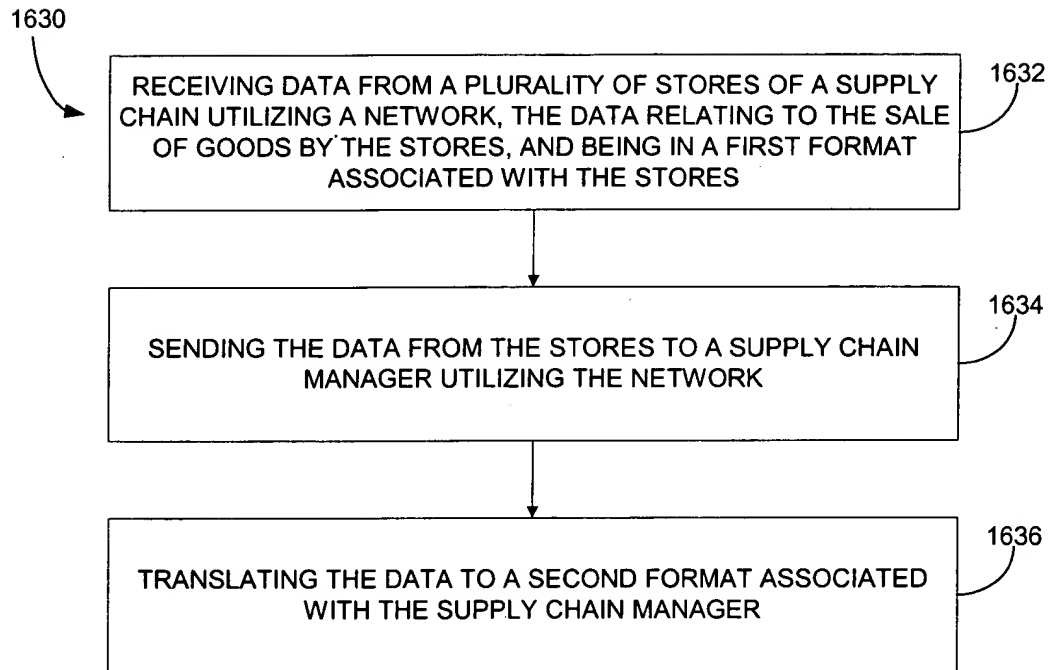 1630
RECEIVING DATA FROM A PLURALITY OF STORES OF A SUPPLY
CHAIN UTILIZING A NETWORK, THE DATA RELATING TO THE SALE
OF GOODS BY THE STORES, AND BEING IN A FIRST FORMAT
ASSOCIATED WITH THE STORES
1632
SENDING THE DATA FROM THE STORES TO A SUPPLY CHAIN
MANAGER UTILIZING THE NETWORK
1634
TRANSLATING THE DATA TO A SECOND FORMAT ASSOCIATED
WITH THE SUPPLY CHAIN MANAGER
1636